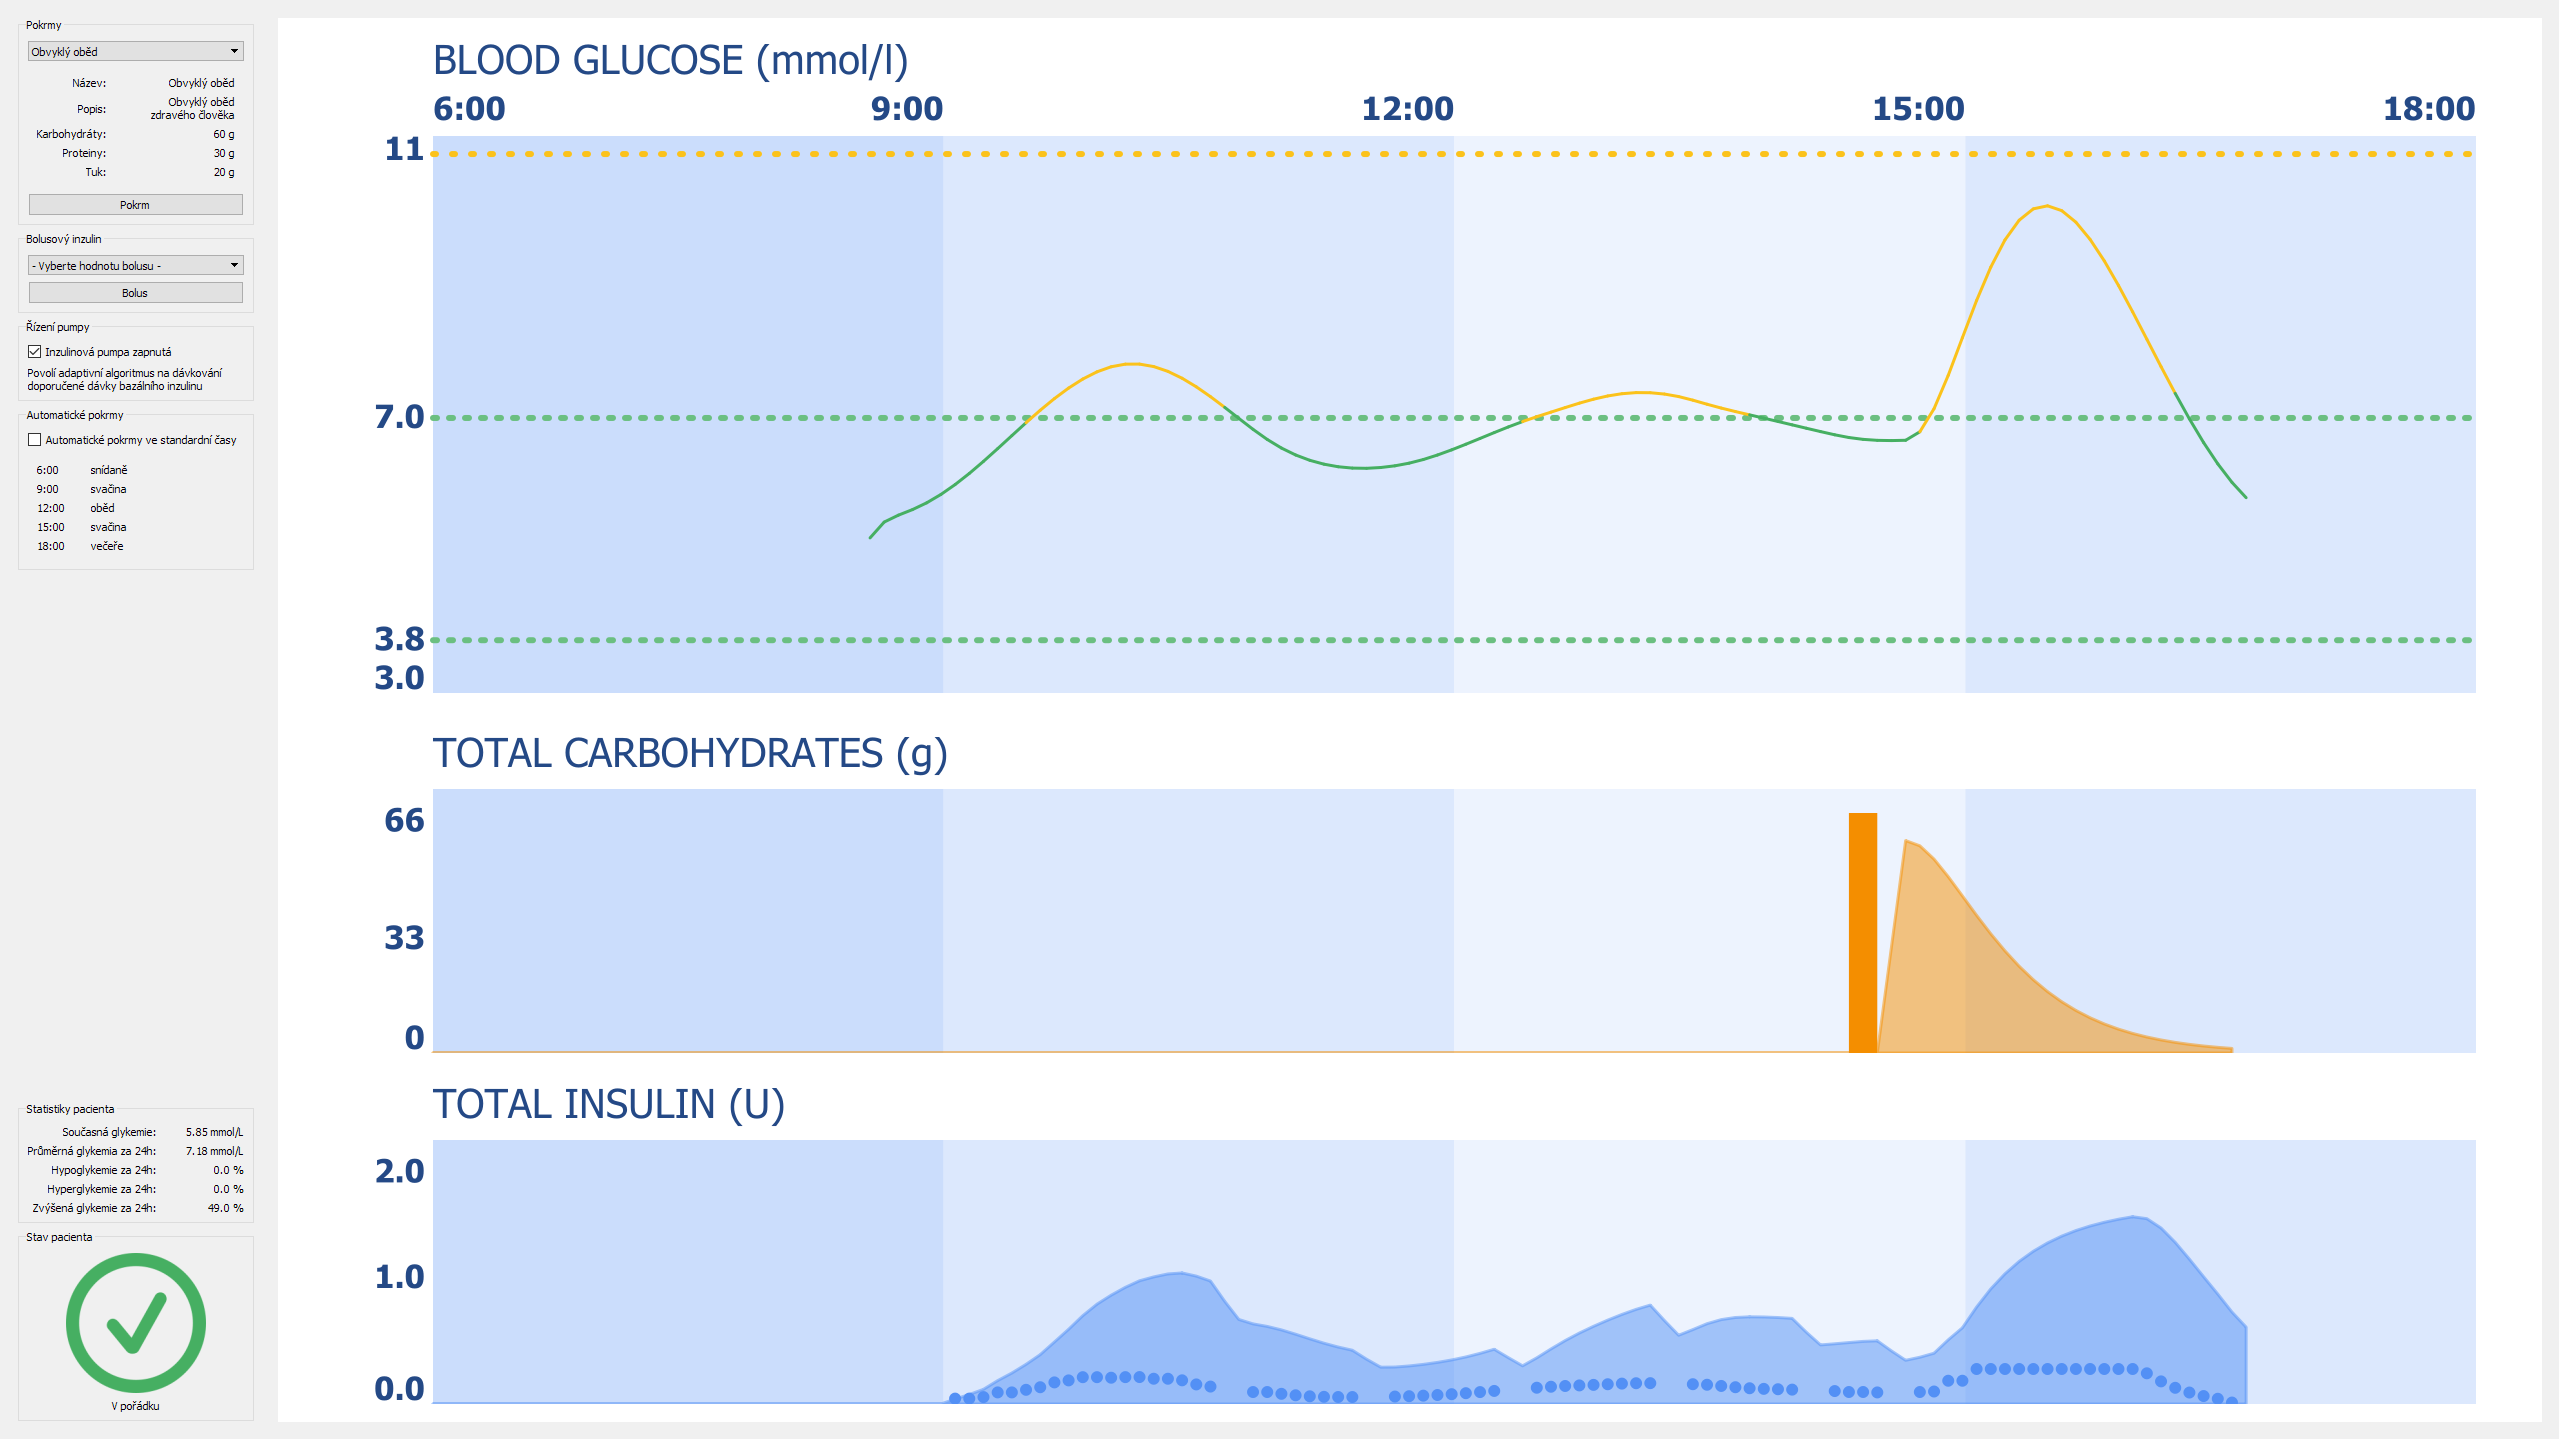 Pokrmy
Obvyklý oběd
Název: Obvyklý oběd
Popis: Obvyklý oběd
zdravého člověka
Karbohydráty: 60 g
Proteiny: 30 g
Tuk: 20 g
Pokrm
Bolusový inzulin
- Vyberte hodnotu bolusu -
Bolus
Řízení pumpy
Inzulinová pumpa zapnutá
Povolí adaptivní algoritmus na dávkování
doporučené dávky bazálního inzulinu
Automatické pokrmy
Automatické pokrmy ve standardní časy
6:00 snídaně
9:00 svačina
12:00 oběd
15:00 svačina
18:00 večeře
Statistiky pacienta
Současná glykemie: 5.85 mmol/L
Průměrná glykemia za 24h: 7.18 mmol/L
Hypoglykemie za 24h: 0.0 %
Hyperglykemie za 24h: 0.0 %
Zvýšená glykemie za 24h: 49.0 %
Stav pacienta
V pořádku
BLOOD GLUCOSE (mmol/l)
6:00 9:00 12:00 15:00 18:00
11
7.0
3.8
3.0
TOTAL CARBOHYDRATES (g)
66
33
0
TOTAL INSULIN (U)
2.0
1.0
0.0